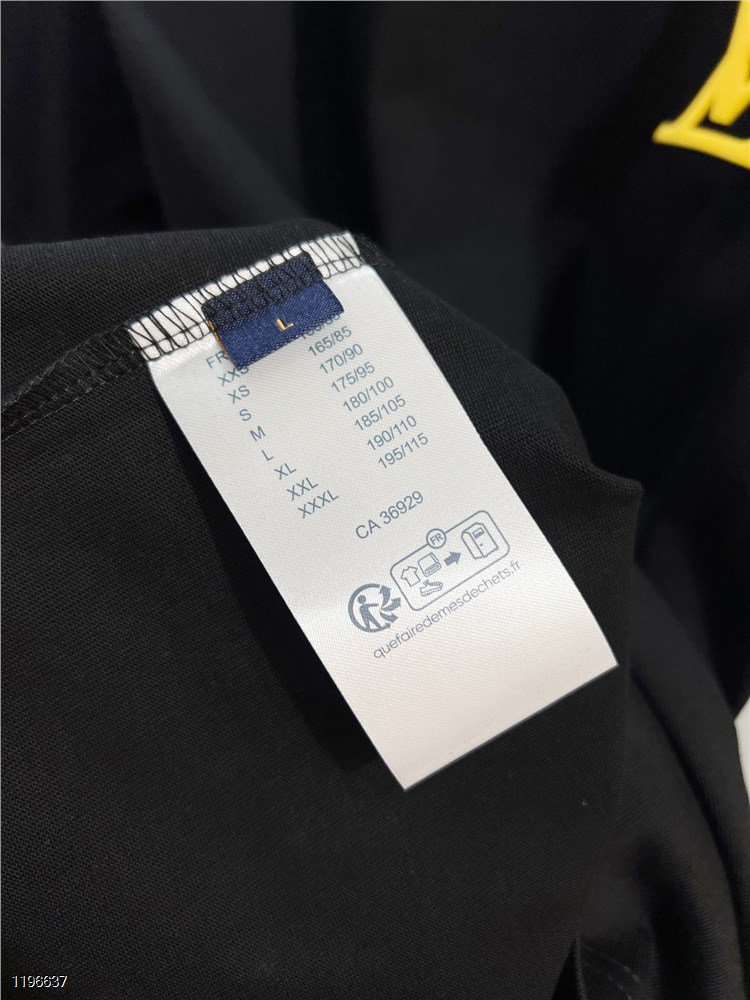 L
FR
XXS 165/85
XS 170/90
S 175/95
M 180/100
L 185/105
XL 190/110
XXL 195/115
XXXL
CA 36929
FR
quefairedemesdechets.fr
1196637